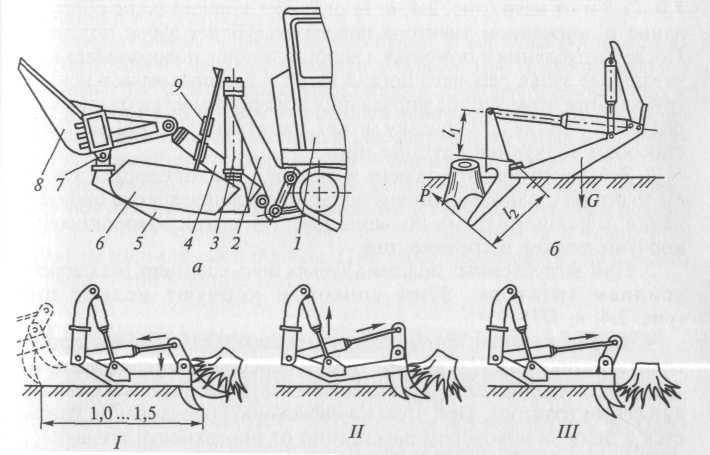 9
8
7
6 5 4 3 2 1
а
l₁
P
l₂
G
б
1,0...1,5
I II III